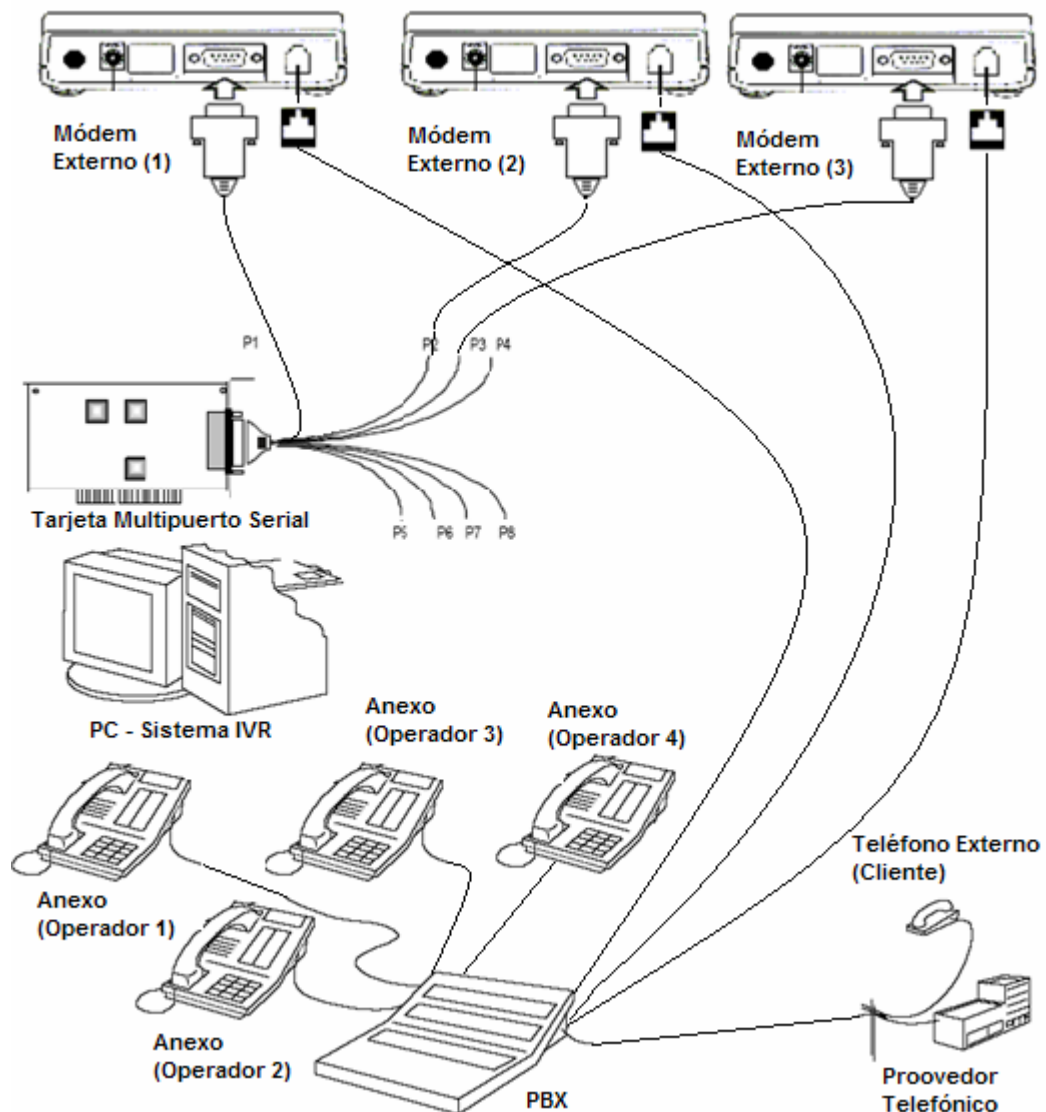 Módem
Externo (1)
Módem
Externo (2)
Módem
Externo (3)
P1
P2
P3
P4
Tarjeta Multipuerto Serial
P5
P6
P7
P8
PC - Sistema IVR
Anexo
(Operador 3)
Anexo
(Operador 4)
Teléfono Externo
(Cliente)
Anexo
(Operador 1)
Anexo
(Operador 2)
PBX
Proovedor
Telefónico